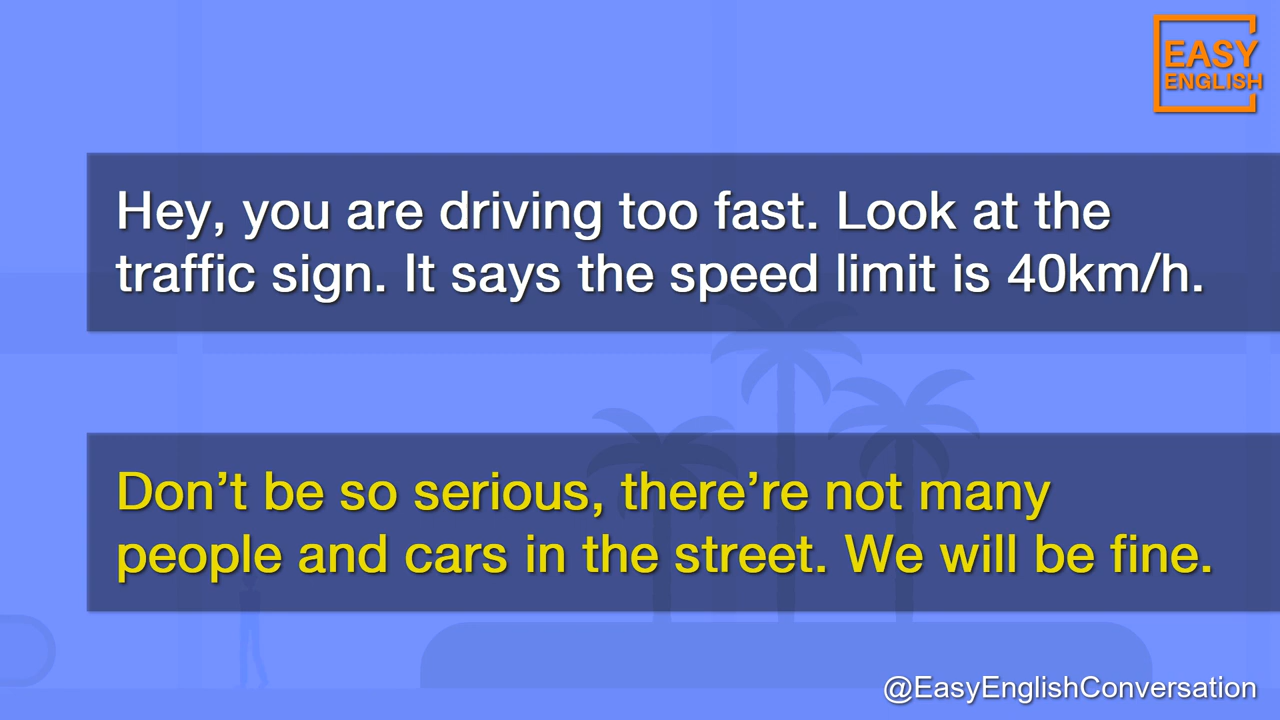 EASY
ENGLISH
Hey, you are driving too fast. Look at the
traffic sign. It says the speed limit is 40km/h.
Don’t be so serious, there’re not many
people and cars in the street. We will be fine.
@EasyEnglishConversation